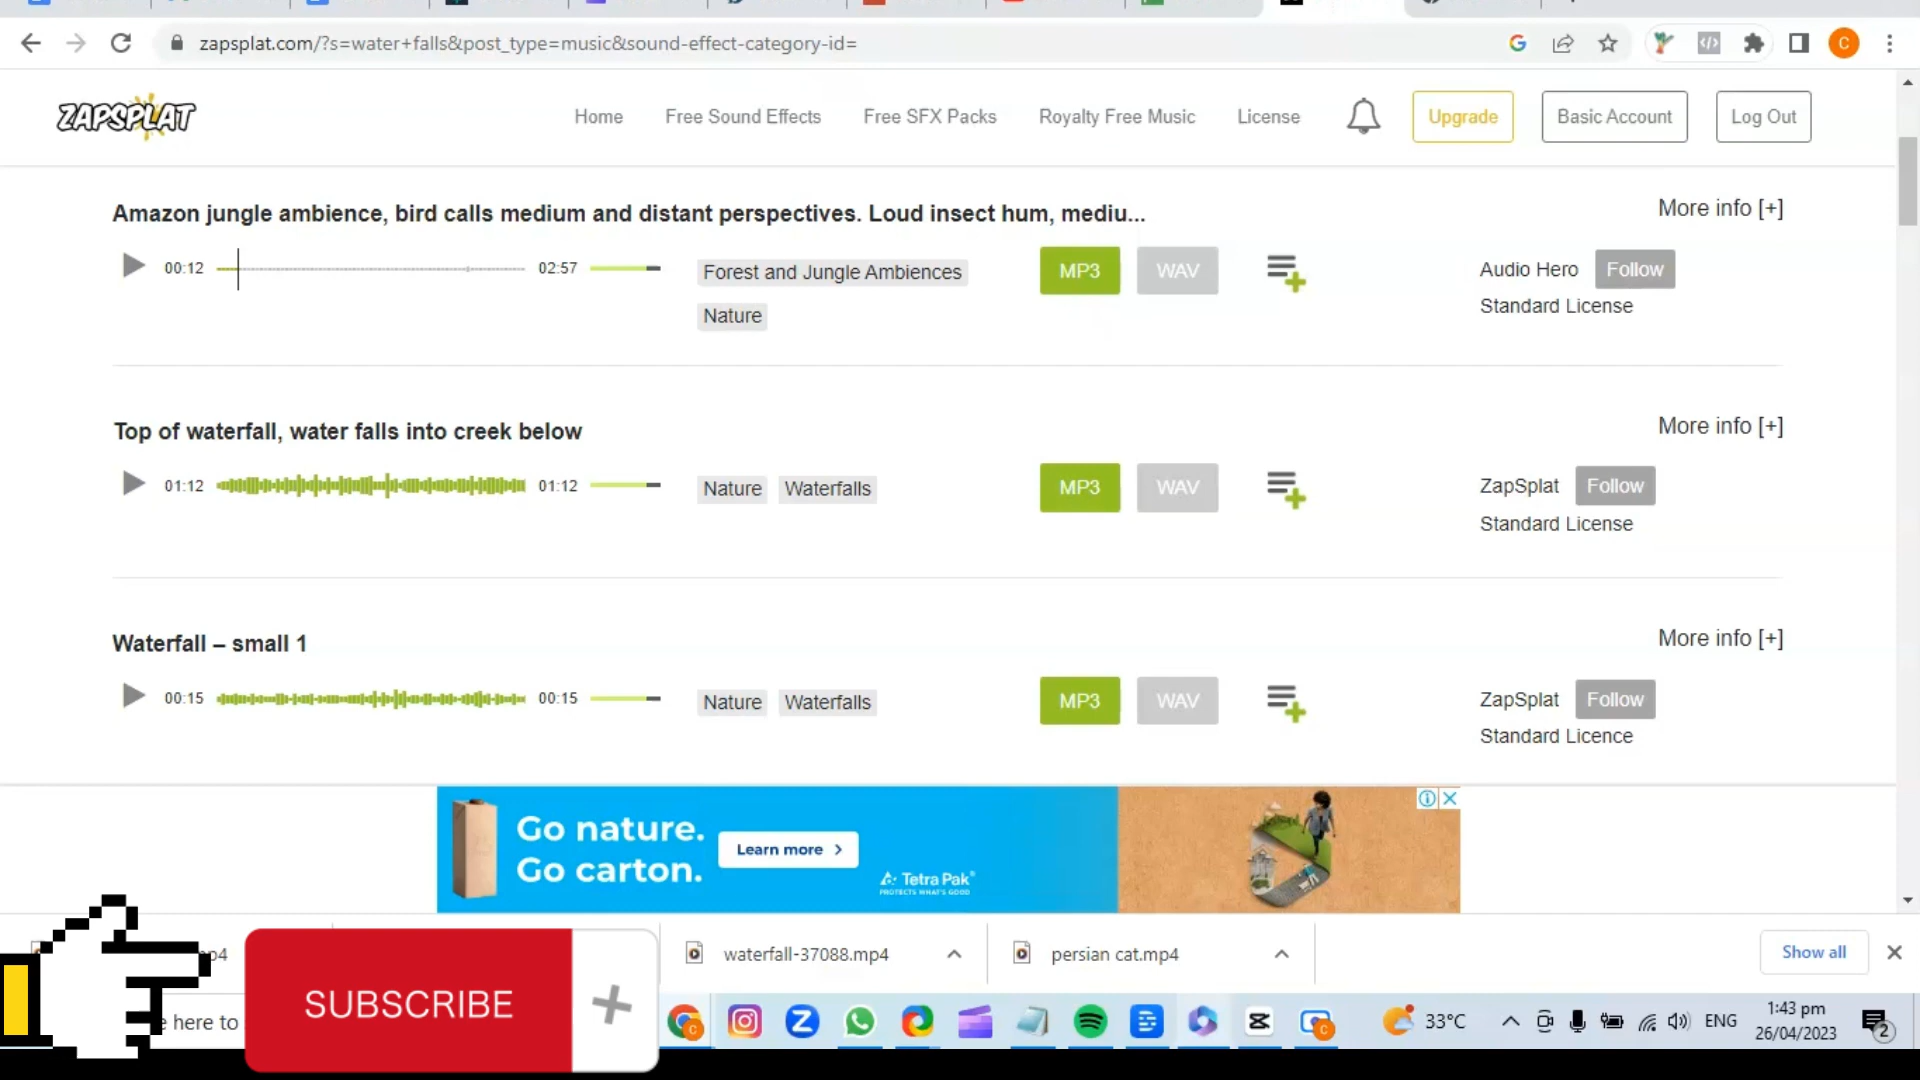 zapsplat.com/?s=water+falls&post_type=music&sound-effect-category-id=
C
ZAPSPLAT
Home Free Sound Effects Free SFX Packs Royalty Free Music License Upgrade Basic Account Log Out
Amazon jungle ambience, bird calls medium and distant perspectives. Loud insect hum, mediu...
More info [+]
00:12 02:57 Forest and Jungle Ambiences MP3 WAV Audio Hero Follow
Nature Standard License
Top of waterfall, water falls into creek below
More info [+]
01:12 01:12 Nature Waterfalls MP3 WAV ZapSplat Follow
Standard License
Waterfall – small 1
More info [+]
00:15 00:15 Nature Waterfalls MP3 WAV ZapSplat Follow
Standard Licence
Go nature.
Go carton.
Learn more >
Tetra Pak®
PROTECTS WHAT'S GOOD
p4 waterfall-37088.mp4 persian cat.mp4 Show all
SUBSCRIBE
here to
33°C ENG 1:43 pm
26/04/2023
2